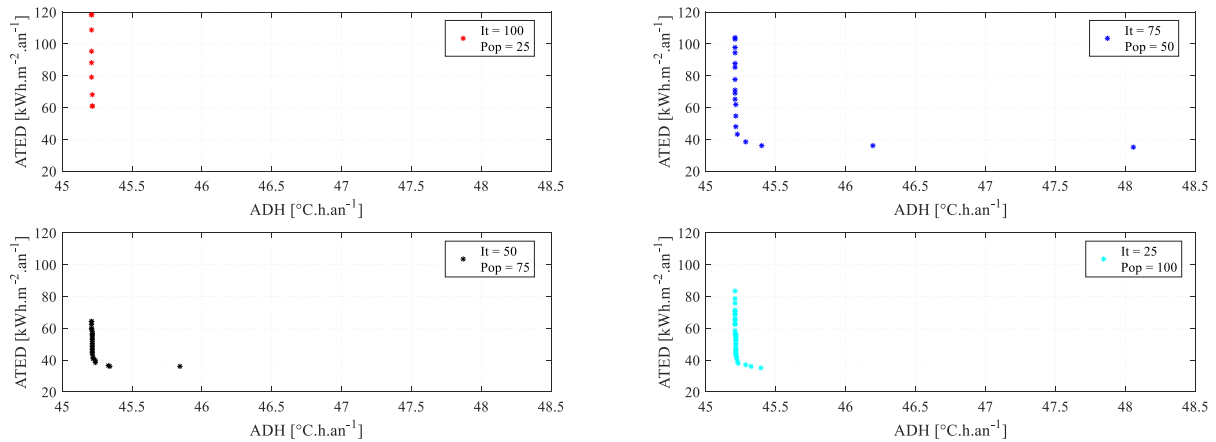 120
100
80
60
40
20
ATED [kWh.m⁻².an⁻¹]
It = 100
Pop = 25
45 45.5 46 46.5 47 47.5 48 48.5
ADH [°C.h.an⁻¹]
120
100
80
60
40
20
ATED [kWh.m⁻².an⁻¹]
It = 75
Pop = 50
45 45.5 46 46.5 47 47.5 48 48.5
ADH [°C.h.an⁻¹]
120
100
80
60
40
20
ATED [kWh.m⁻².an⁻¹]
It = 50
Pop = 75
45 45.5 46 46.5 47 47.5 48 48.5
ADH [°C.h.an⁻¹]
120
100
80
60
40
20
ATED [kWh.m⁻².an⁻¹]
It = 25
Pop = 100
45 45.5 46 46.5 47 47.5 48 48.5
ADH [°C.h.an⁻¹]